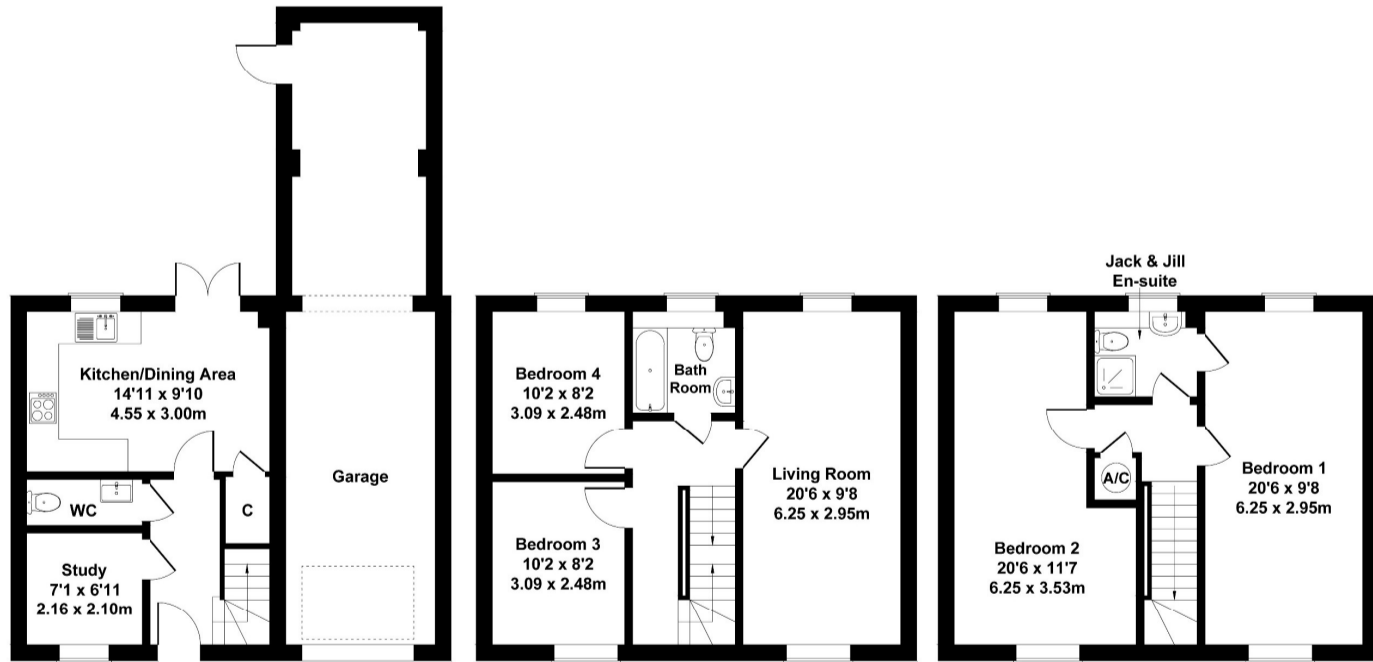 Kitchen/Dining Area
14'11 x 9'10
4.55 x 3.00m
WC
C
Study
7'1 x 6'11
2.16 x 2.10m
Garage
Bedroom 4
10'2 x 8'2
3.09 x 2.48m
Bath
Room
Bedroom 3
10'2 x 8'2
3.09 x 2.48m
Living Room
20'6 x 9'8
6.25 x 2.95m
Jack & Jill
En-suite
A/C
Bedroom 2
20'6 x 11'7
6.25 x 3.53m
Bedroom 1
20'6 x 9'8
6.25 x 2.95m